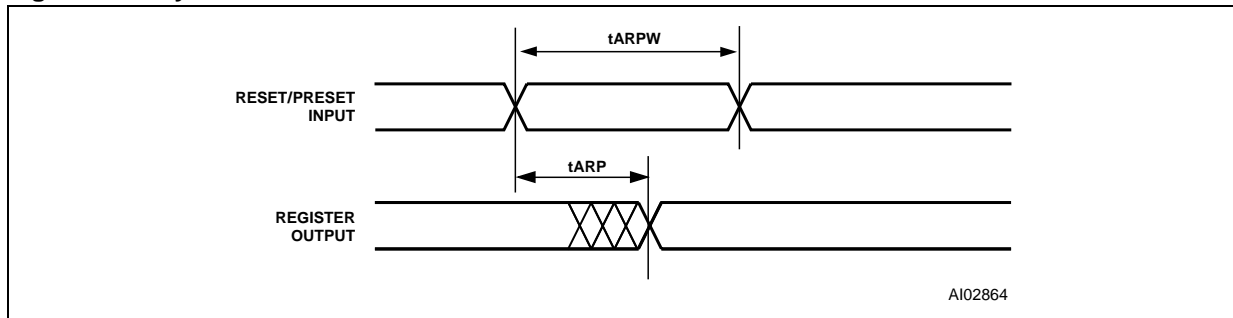 tARPW
RESET/PRESET
INPUT
tARP
REGISTER
OUTPUT
AI02864